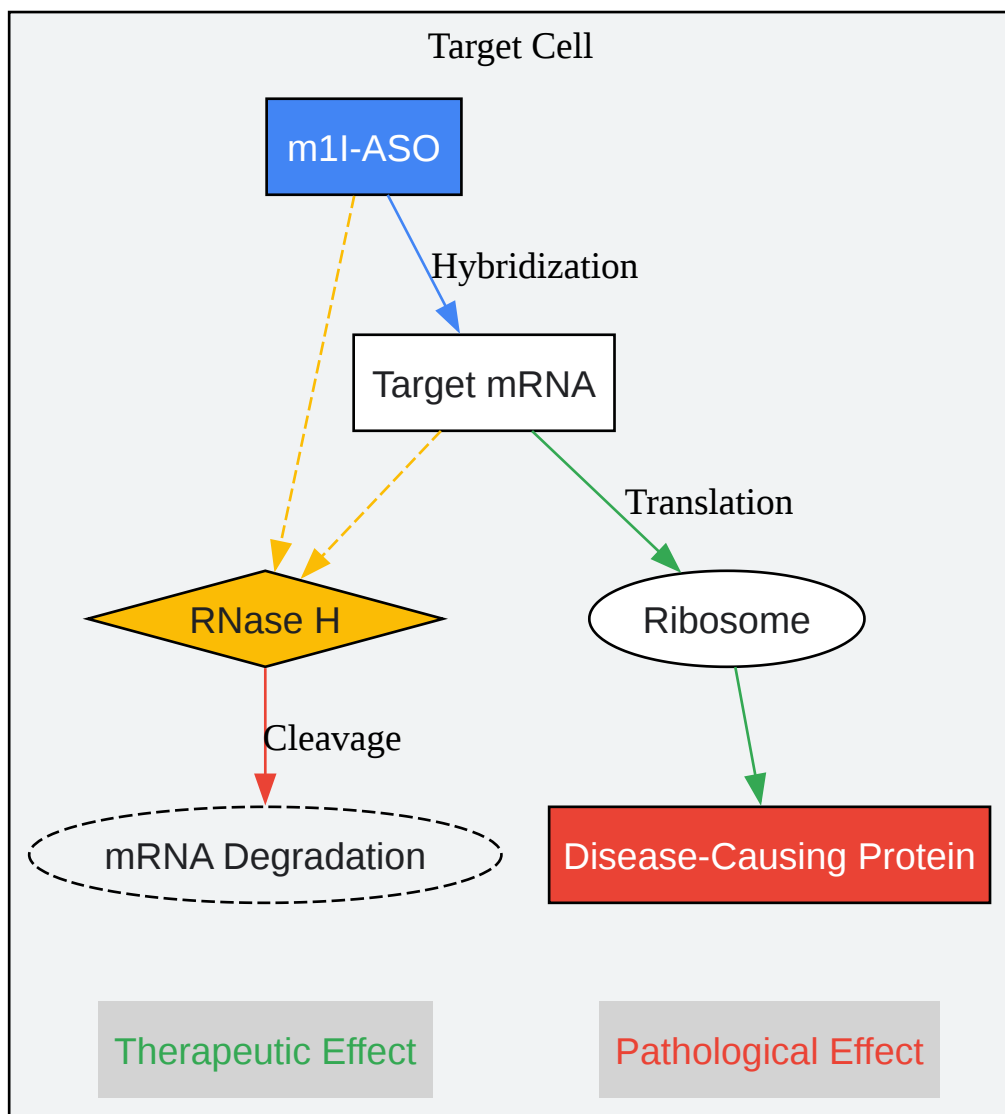 Target Cell
m1I-ASO
Hybridization
Target mRNA
Translation
RNase H
Ribosome
Cleavage
mRNA Degradation
Disease-Causing Protein
Therapeutic Effect
Pathological Effect